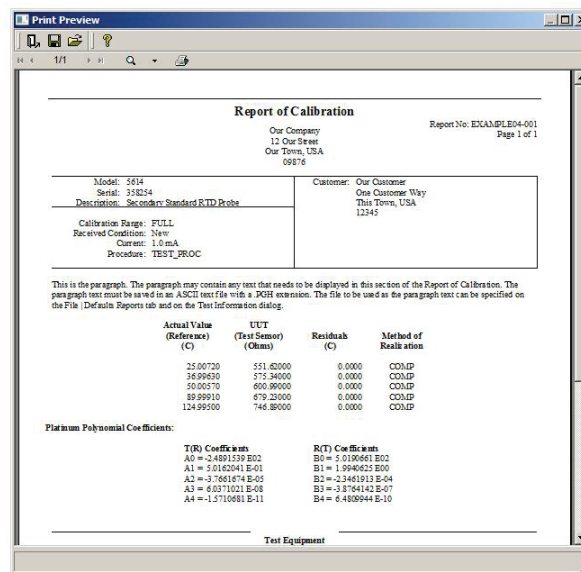 Print Preview
1/1
Report of Calibration
Our Company
12 Our Street
Our Town, USA
09876
Report No: EXAMPLE04-001
Page 1 of 1
Model: 5614
Serial: 358254
Description: Secondary Standard RTD Probe
Calibration Range: FULL
Received Condition: New
Current: 1.0 mA
Procedure: TEST_PROC
Customer: Our Customer
One Customer Way
This Town, USA
12345
This is the paragraph. The paragraph may contain any text that needs to be displayed in this section of the Report of Calibration. The
paragraph text must be saved in an ASCII text file with a .PGH extension. The file to be used as the paragraph text can be specified on
the File | Defaults Reports tab and on the Test Information dialog.
Actual Value UUT
(Reference) (Test Sensor) Residuals Method of
(C) (Ohms) (C) Realization
25.00720 551.62000 0.0000 COMP
36.99630 575.34000 0.0000 COMP
50.00570 600.99000 0.0000 COMP
89.99910 679.23000 0.0000 COMP
124.99500 746.89000 0.0000 COMP
Platinum Polynomial Coefficients:
T(R) Coefficients R(T) Coefficients
A0 = -2.4891539 E02 B0 = 5.0190661 E02
A1 = 5.0162041 E-01 B1 = 1.9940625 E00
A2 = -3.7661674 E-05 B2 = -2.3461913 E-04
A3 = 6.0371021 E-08 B3 = -3.8764142 E-07
A4 = -1.5710681 E-11 B4 = 6.4809944 E-10
Test Equipment